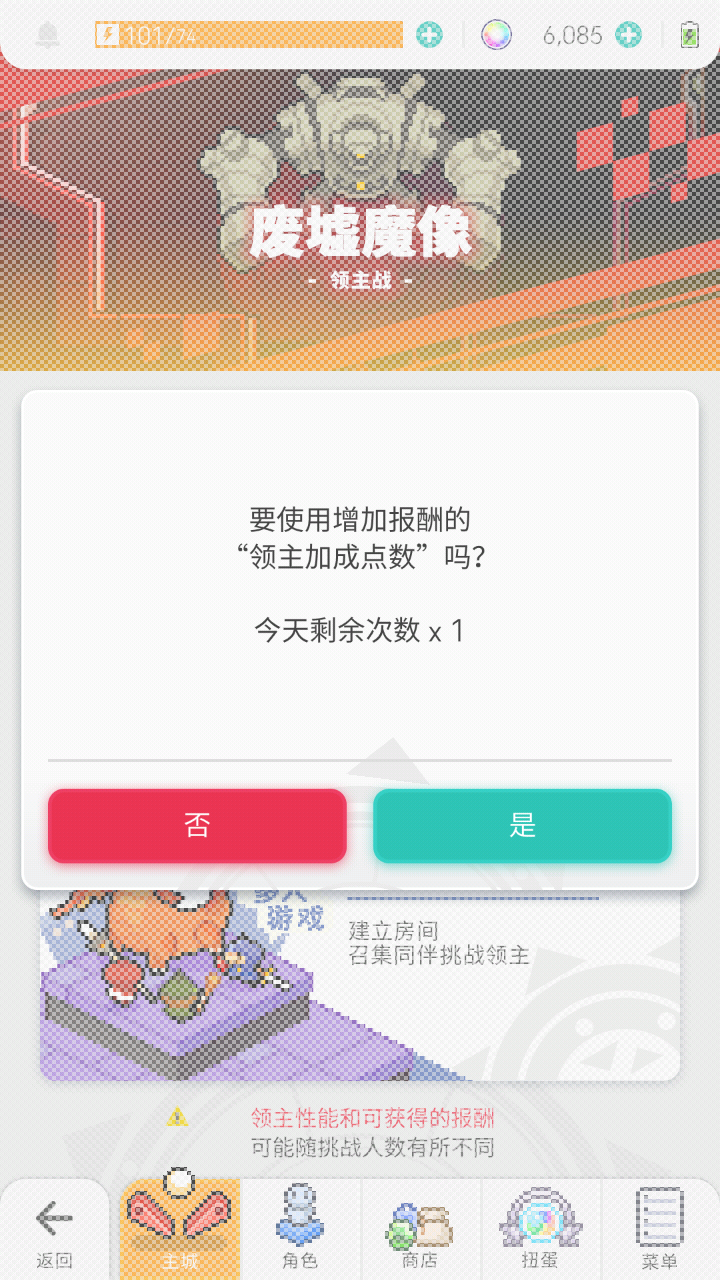 101/74
6,085
废墟魔像
- 领主战 -
要使用增加报酬的
“领主加成点数”吗?
今天剩余次数 x 1
否
是
多人
游戏
建立房间
召集同伴挑战领主
领主性能和可获得的报酬
可能随挑战人数有所不同
返回
主城
角色
商店
扭蛋
菜单